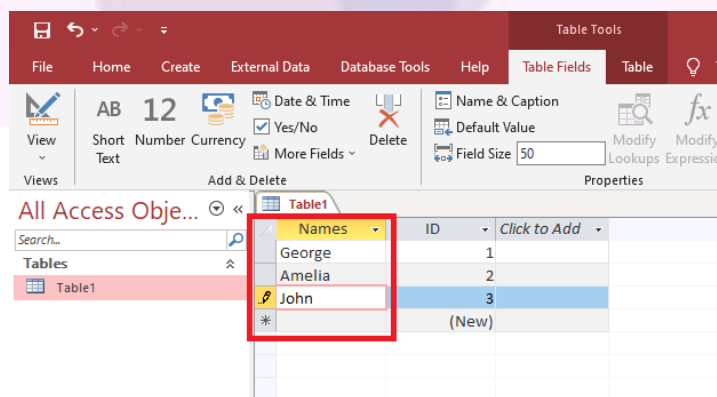 Table Tools
File Home Create External Data Database Tools Help Table Fields Table
View
AB Short Text
12 Number
Currency
Date & Time
Yes/No
More Fields
Delete
Name & Caption
Default Value
Field Size 50
Modify Lookups
fx Modify
Views Add & Delete Properties
All Access Obje...
Search...
Tables
Table1
Table1
Names ID Click to Add
George 1
Amelia 2
John 3
(New)